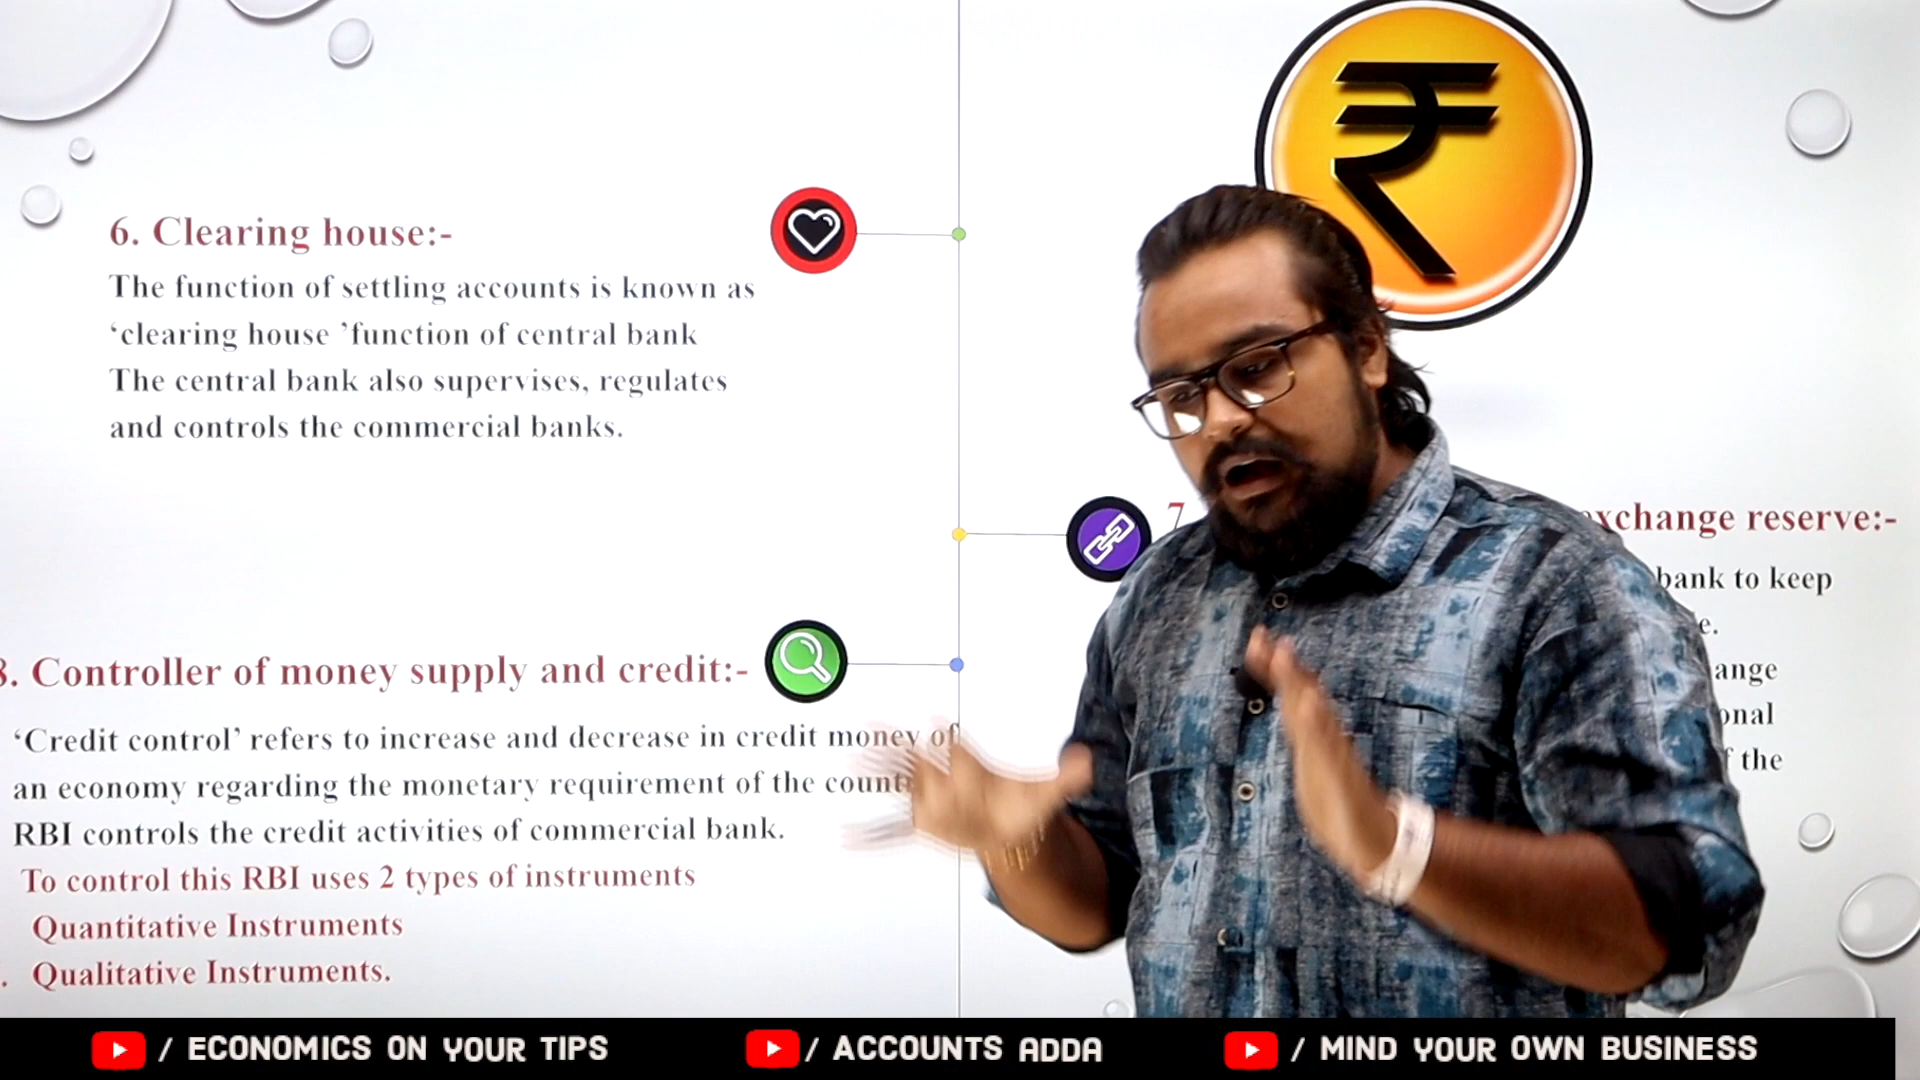 6. Clearing house:-
The function of settling accounts is known as
‘clearing house ’function of central bank
The central bank also supervises, regulates
and controls the commercial banks.
7
exchange reserve:-
bank to keep
e.
ange
onal
f the
8. Controller of money supply and credit:-
‘Credit control’ refers to increase and decrease in credit money of
an economy regarding the monetary requirement of the count
RBI controls the credit activities of commercial bank.
To control this RBI uses 2 types of instruments
Quantitative Instruments
. Qualitative Instruments.
/ ECONOMICS ON YOUR TIPS / ACCOUNTS ADDA / MIND YOUR OWN BUSINESS